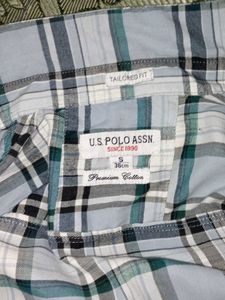 TAILORED FIT
U.S. POLO ASSN.
SINCE 1890
S
36cm
Premium Cotton